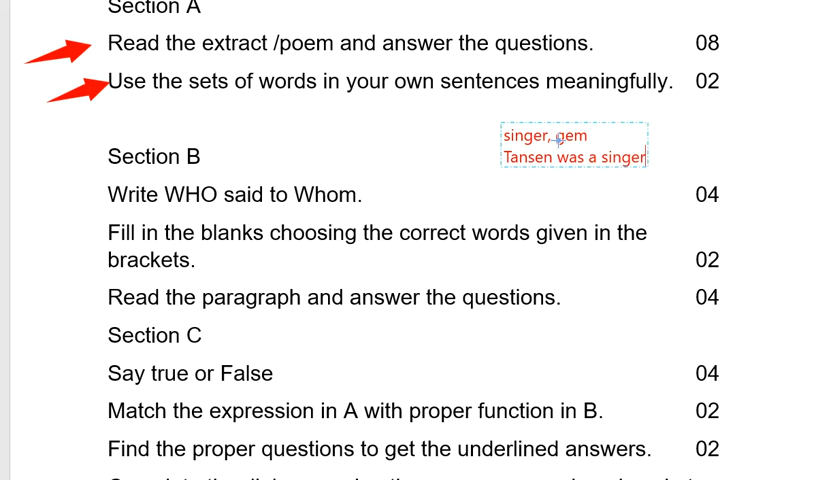 Section A
Read the extract /poem and answer the questions. 08
Use the sets of words in your own sentences meaningfully. 02
singer, gem
Tansen was a singer
Section B
Write WHO said to Whom. 04
Fill in the blanks choosing the correct words given in the
brackets. 02
Read the paragraph and answer the questions. 04
Section C
Say true or False 04
Match the expression in A with proper function in B. 02
Find the proper questions to get the underlined answers. 02